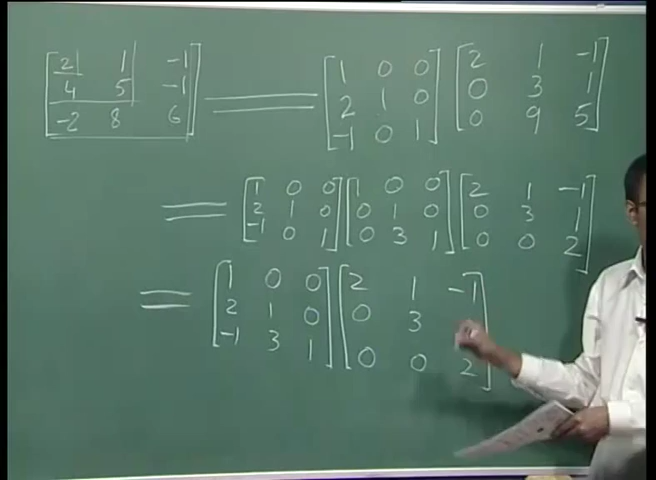 2 1 -1 1 0 0 2 1 -1
4 5 -1 = 2 1 0 0 3 1
-2 8 6 -1 0 1 0 9 5
1 0 0 1 0 0 2 1 -1
= 2 1 0 0 1 0 0 3 1
-1 0 1 0 3 1 0 0 2
1 0 0 2 1 -1
= 2 1 0 0 3
-1 3 1 0 0 2